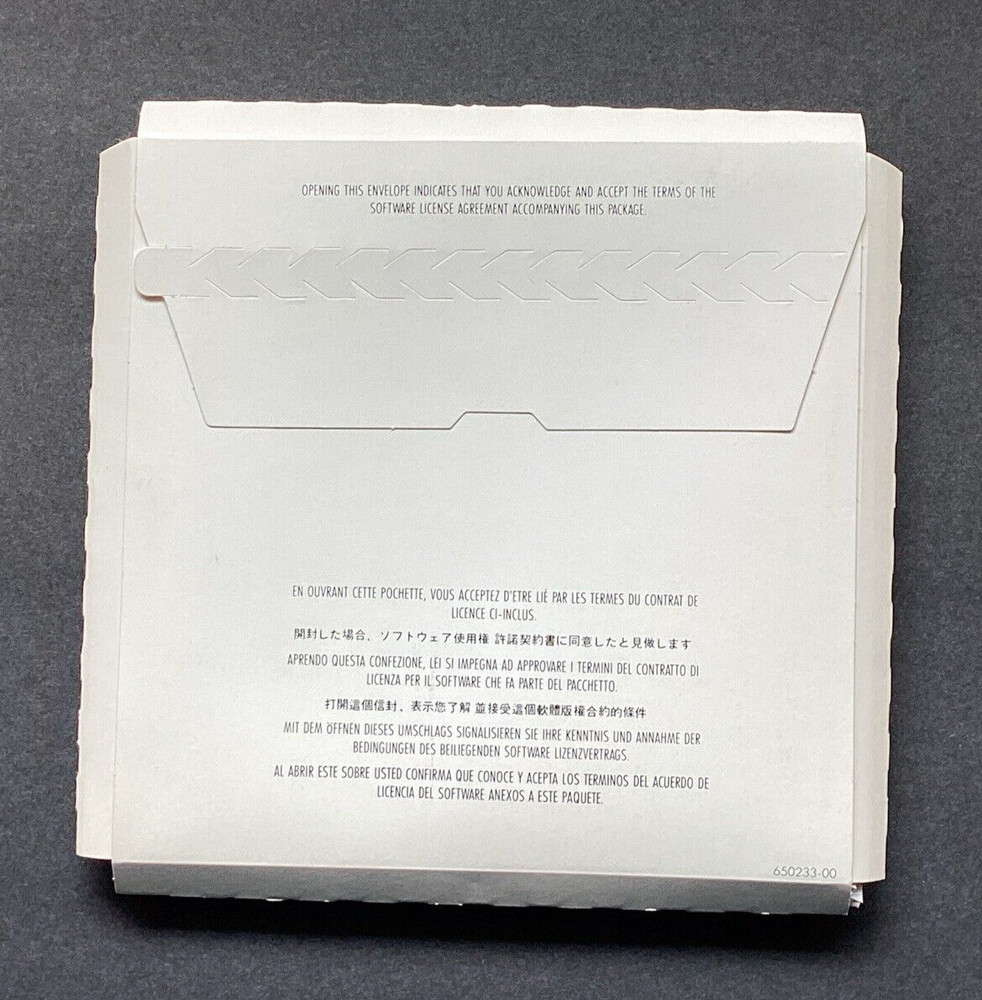 OPENING THIS ENVELOPE INDICATES THAT YOU ACKNOWLEDGE AND ACCEPT THE TERMS OF THE
SOFTWARE LICENSE AGREEMENT ACCOMPANYING THIS PACKAGE.
EN OUVRANT CETTE POCHETTE, VOUS ACCEPTEZ D'ETRE LIÉ PAR LES TERMES DU CONTRAT DE
LICENCE CI-INCLUS.
開封した場合、ソフトウェア使用権 許諾契約書に同意したと見做します
APRENDO QUESTA CONFEZIONE, LEI SI IMPEGNA AD APPROVARE I TERMINI DEL CONTRATTO DI
LICENZA PER IL SOFTWARE CHE FA PARTE DEL PACCHETTO.
打開這個信封、表示您了解 並接受這個軟體版權合約的條件
MIT DEM ÖFFNEN DIESES UMSCHLAGS SIGNALISIEREN SIE IHRE KENNTNIS UND ANNAHME DER
BEDINGUNGEN DES BEILIEGENDEN SOFTWARE LIZENZVERTRAGS.
AL ABRIR ESTE SOBRE USTED CONFIRMA QUE CONOCE Y ACEPTA LOS TERMINOS DEL ACUERDO DE
LICENCIA DEL SOFTWARE ANEXOS A ESTE PAQUETE.
650233-00